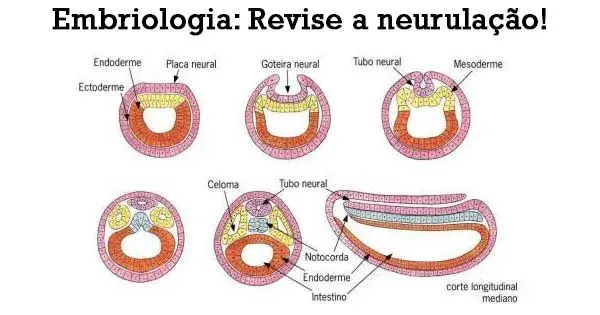 Embriologia: Revise a neurulação!
Endoderme
Placa neural
Ectoderme
Goteira neural
Tubo neural
Mesoderme
Celoma
Tubo neural
Notocorda
Endoderme
Intestino
corte longitudinal
mediano